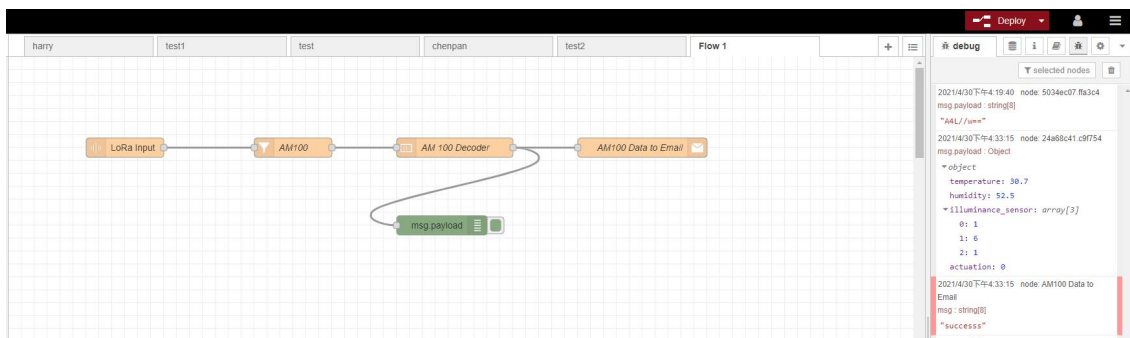 Deploy
harry
test1
test
chenpan
test2
Flow 1
debug
selected nodes
LoRa Input
AM100
AM 100 Decoder
AM100 Data to Email
msg.payload
2021/4/30下午4:19:40 node: 5034ec07.ffa3c4
msg.payload : string[8]
"A4L//u=="
2021/4/30下午4:33:15 node: 24a68c41.c9f754
msg.payload : Object
object
temperature: 30.7
humidity: 52.5
illuminance_sensor: array[3]
0: 1
1: 6
2: 1
actuation: 0
2021/4/30下午4:33:15 node: AM100 Data to
Email
msg : string[8]
"successs"